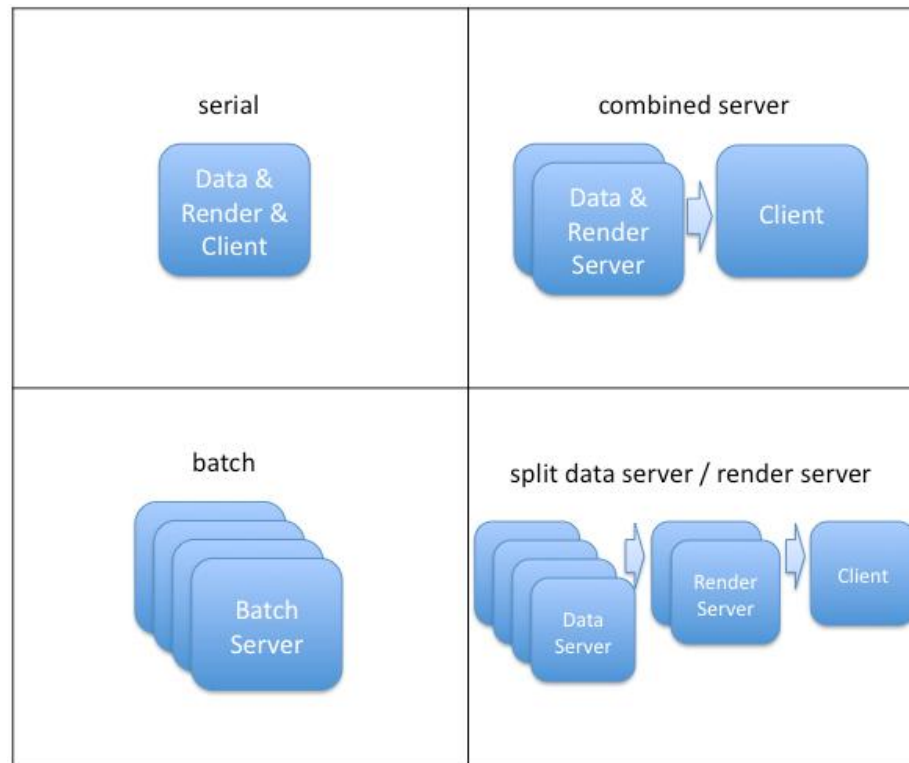 serial
Data &
Render &
Client
combined server
Data &
Render
Server
Client
batch
Batch
Server
split data server / render server
Data
Server
Render
Server
Client